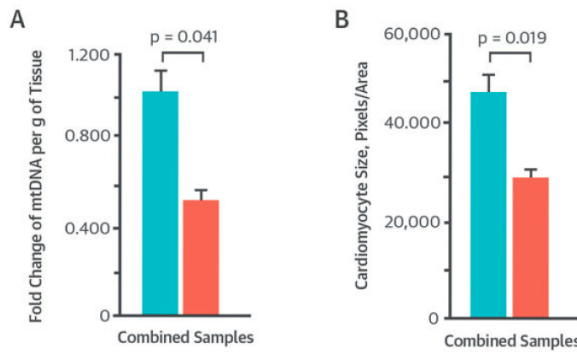 A
Fold Change of mtDNA per g of Tissue
1.200
0.800
0.400
0
p = 0.041
Combined Samples
B
Cardiomyocyte Size, Pixels/Area
60,000
40.000
20,000
0
p = 0.019
Combined Samples